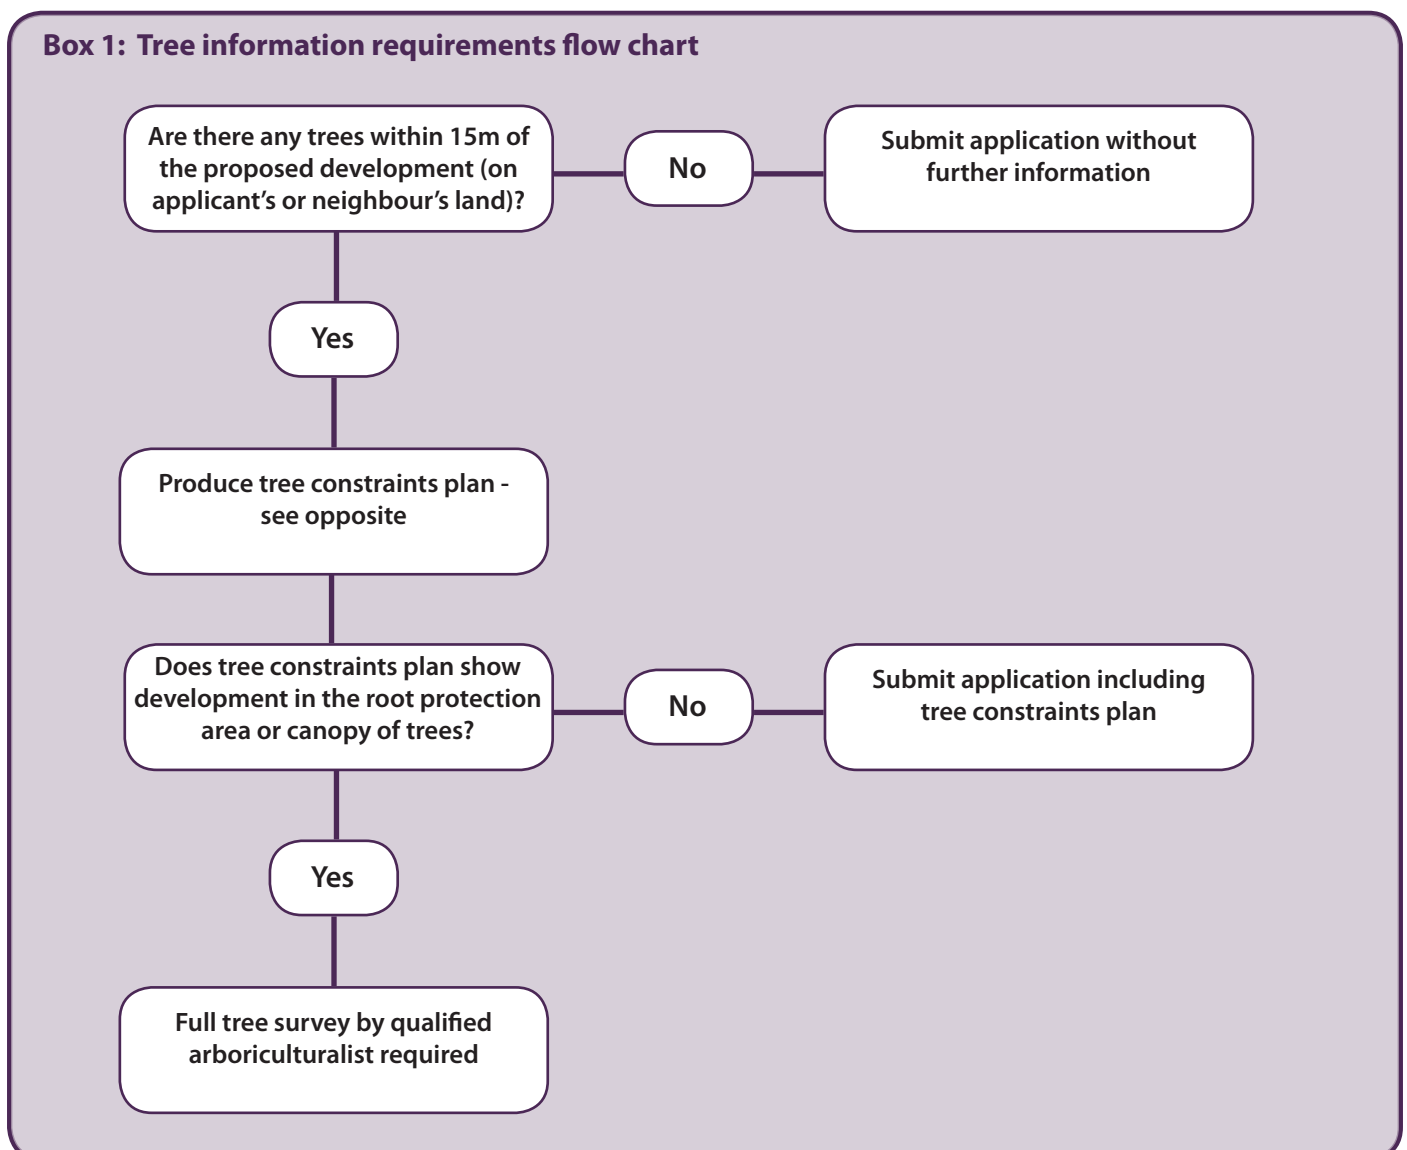 Box 1: Tree information requirements flow chart
Are there any trees within 15m of
the proposed development (on
applicant's or neighbour's land)?
No
Submit application without
further information
Yes
Produce tree constraints plan -
see opposite
Does tree constraints plan show
development in the root protection
area or canopy of trees?
No
Submit application including
tree constraints plan
Yes
Full tree survey by qualified
arboriculturalist required